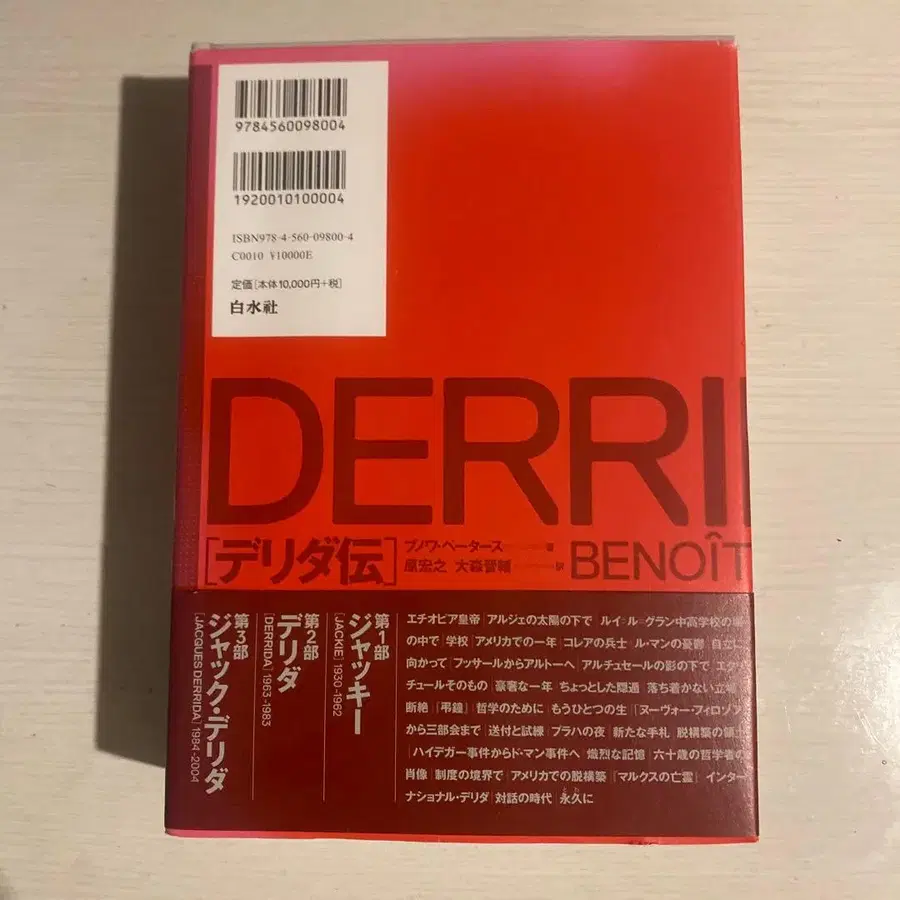 9784560098004
1920010100004
ISBN978-4-560-09800-4
C0010 ¥10000E
定価[本体10,000円+税]
白水社
DERRI
[デリダ伝]
ブノワ・ペータース 著
原宏之 大森晋輔 訳
BENOÎT
第1部
ジャッキー
[JACKIE] 1930-1962
第2部
デリダ
[DERRIDA] 1963-1983
第3部
ジャック・デリダ
[JACQUES DERRIDA] 1984-2004
エチオピア皇帝|アルジェの太陽の下で|ルイ・ル・グラン中高学校の
の中で|学校|アメリカでの一年|コレアの兵士|ル・マンの憂鬱|自立に
向かって|フッサールからアルトーへ|アルチュセールの影の下で|エク
チュールそのもの|豪奢な一年|ちょっとした隠遁|落ち着かない立場
断絶|『弔鐘』|哲学のために|もうひとつの生|「ヌーヴォー・フィロゾフ
から三部会まで|送付と試練|プラハの夜|新たな手札|脱構築の領土
|ハイデガー事件からド・マン事件へ|熾烈な記憶|六十歳の哲学者の
肖像|制度の境界で|アメリカでの脱構築|『マルクスの亡霊』|インター
ナショナル・デリダ|対話の時代|永久に
とわ